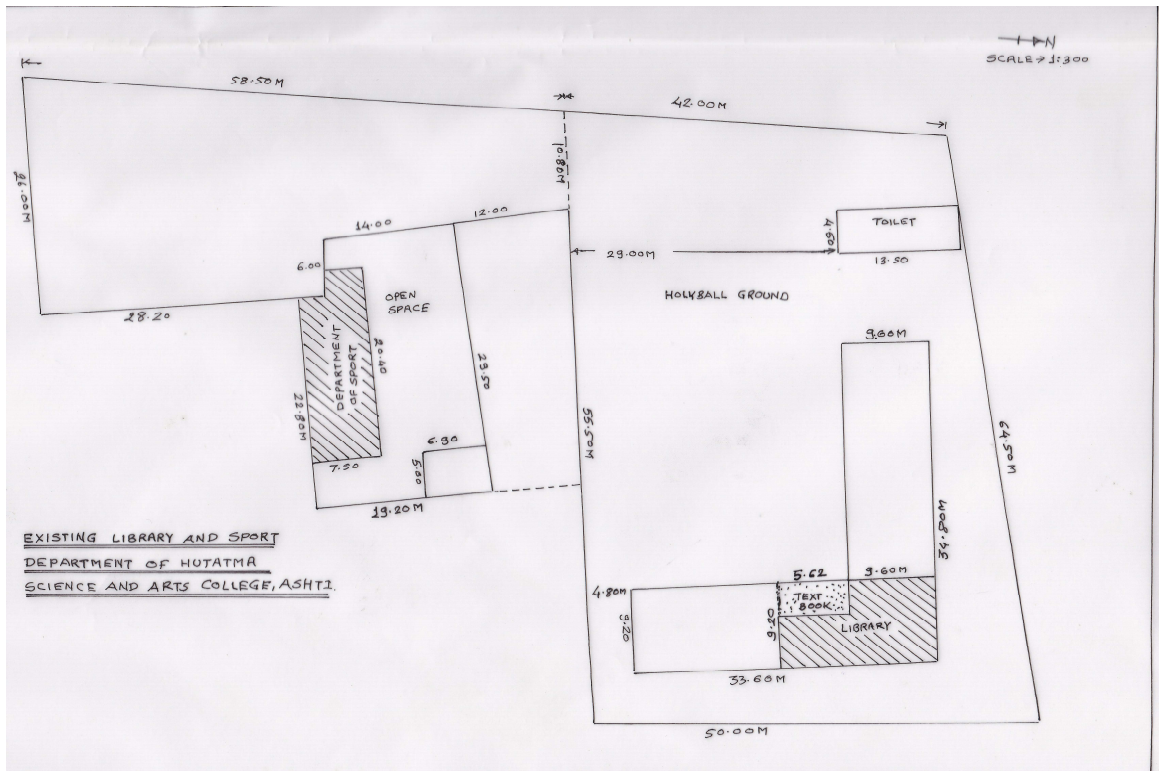 N
SCALE → 1:300
58.50M
42.00M
26.00M
10.80M
14.00
12.00
6.00
OPEN
SPACE
28.20
DEPARTMENT
OF SPORT
20.40
22.80M
7.50
23.50
6.90
5.00
19.20M
TOILET
4.60M
13.50
29.00M
HOLYBALL GROUND
9.60M
55.50M
64.50M
34.80M
4.80M
9.20
5.62
9.60M
TEXT
BOOK
9.20
LIBRARY
33.60M
50.00M
EXISTING LIBRARY AND SPORT
DEPARTMENT OF HUTATMA
SCIENCE AND ARTS COLLEGE, ASHTI.